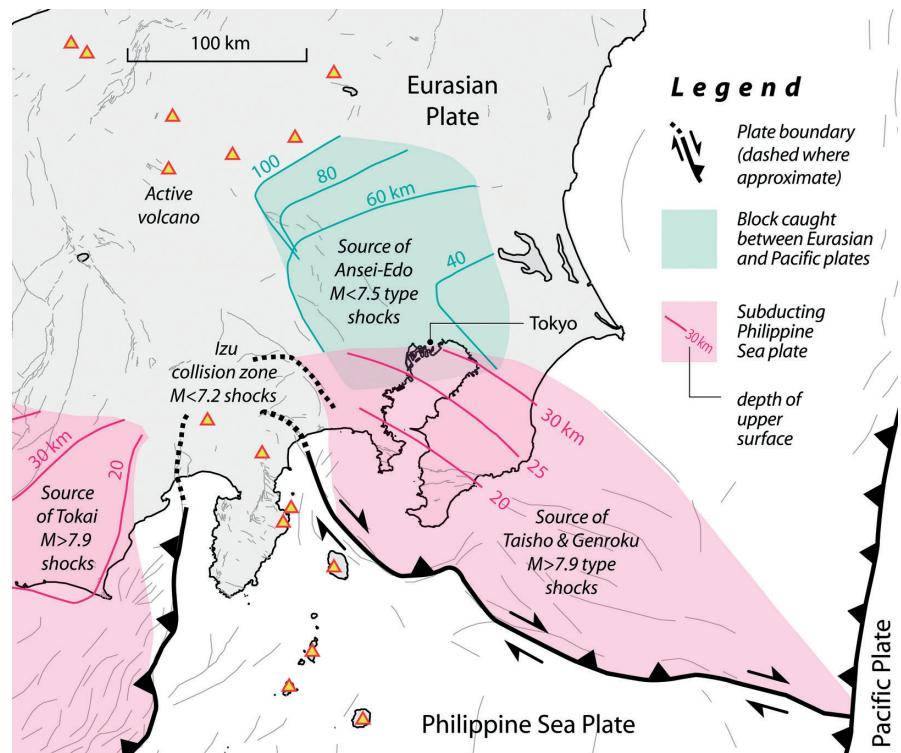 100 km
Eurasian
Plate
Legend
Plate boundary
(dashed where
approximate)
100
80
60 km
Active
volcano
Block caught
between Eurasian
and Pacific plates
Source of
Ansei-Edo
M<7.5 type
shocks
40
Tokyo
Subducting
Philippine
Sea plate
30 km
Izu
collision zone
M<7.2 shocks
depth of
upper
surface
30 km
25
20
30 km
20
Source
of Tokai
M>7.9
shocks
Source of
Taisho & Genroku
M>7.9 type
shocks
Philippine Sea Plate
Pacific Plate